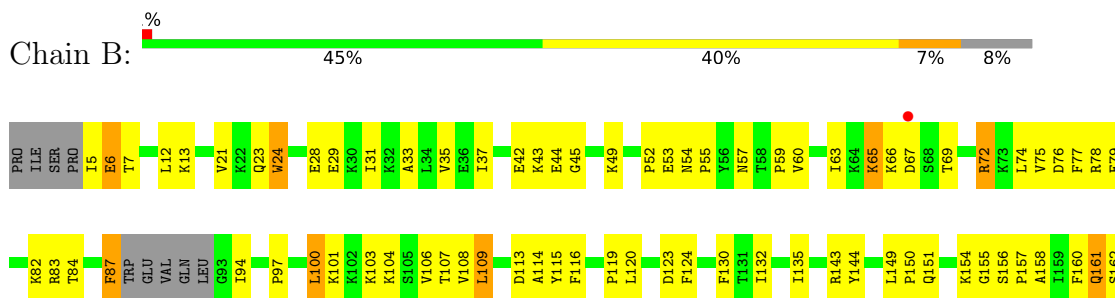 %
Chain B:
45% 40% 7% 8%
PRO ILE SER PRO I5 E6 T7 L12 K13 V21 K22 Q23 W24 E28 E29 K30 I31 K32 A33 L34 V35 E36 I37 E42 K43 E44 G45 K49 P52 E53 N54 P55 Y56 N57 T58 P59 V60 I63 K64 K65 K66 D67 S68 T69 R72 K73 L74 V75 D76 F77 R78
K82 R83 T84 F87 TRP GLU VAL GLN LEU G93 I94 P97 L100 K101 K102 K103 K104 S105 V106 T107 V108 L109 D113 A114 Y115 F116 P119 L120 D123 F124 F130 T131 I132 I135 R143 Y144 L149 P150 Q151 K154 G155 S156 P157 A158 I159 F160 Q161